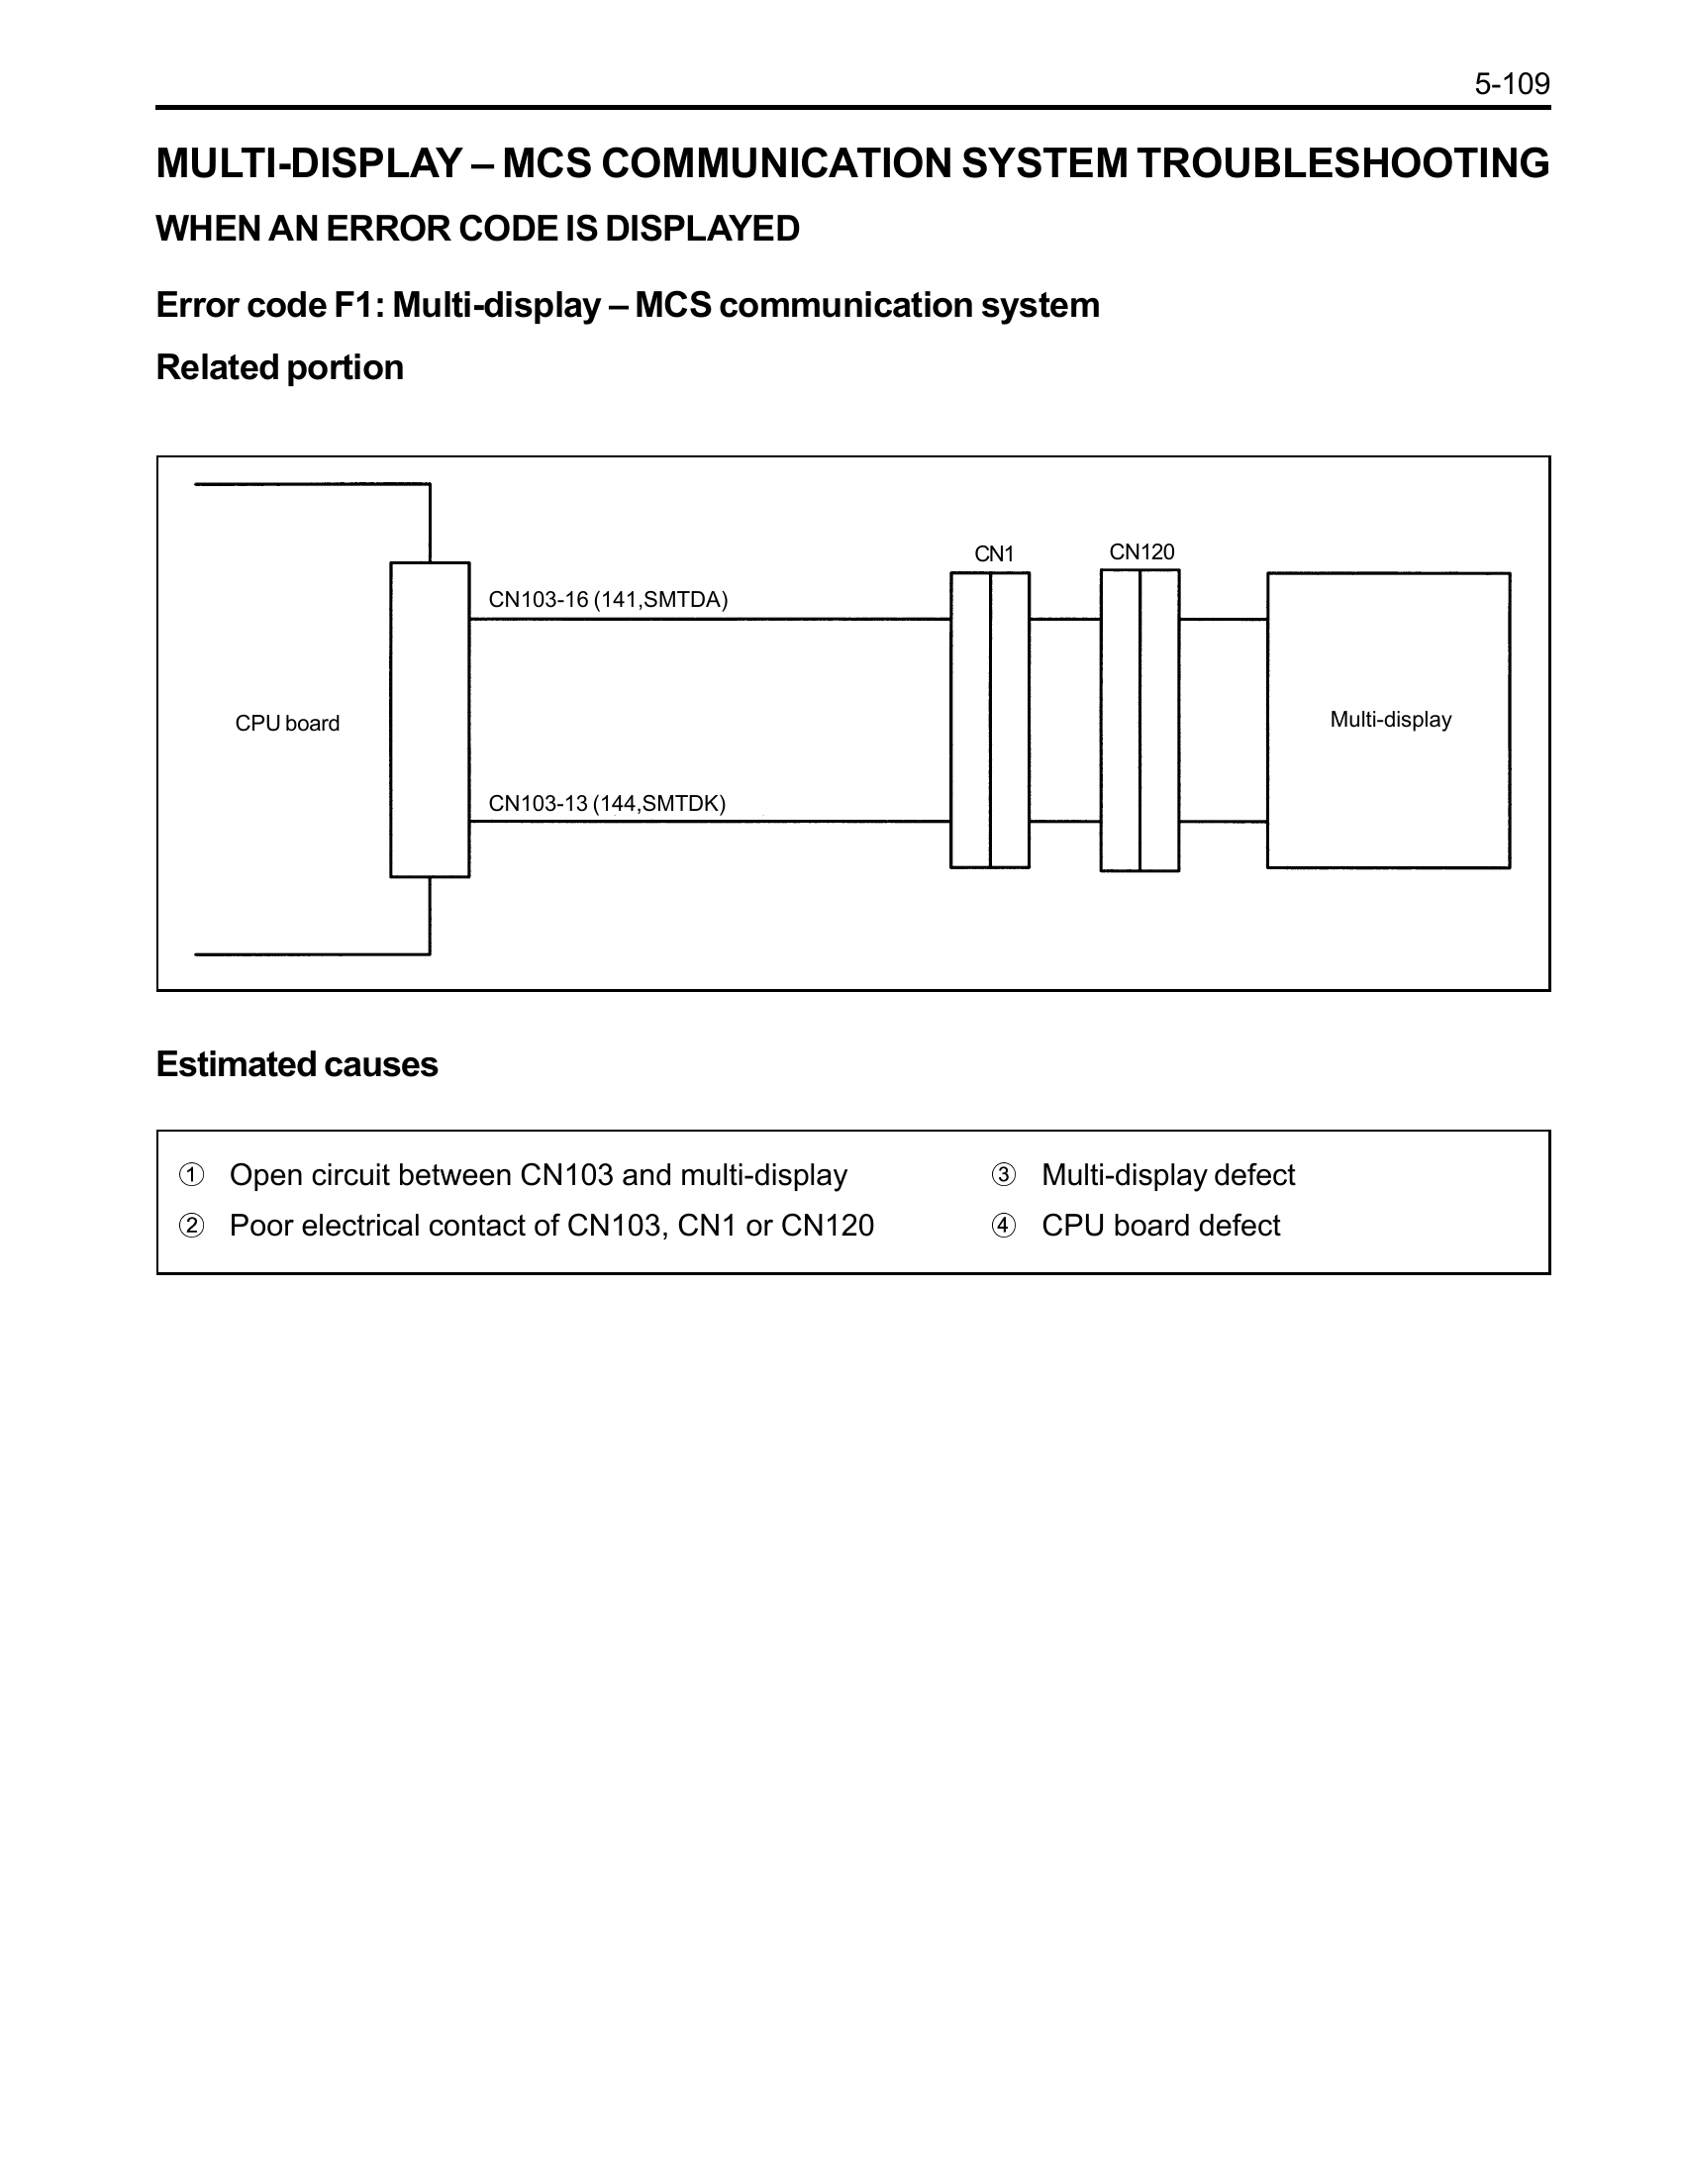 5-109
MULTI-DISPLAY – MCS COMMUNICATION SYSTEM TROUBLESHOOTING
WHEN AN ERROR CODE IS DISPLAYED
Error code F1: Multi-display – MCS communication system
Related portion
CN1
CN120
CN103-16 (141,SMTDA)
CPU board
Multi-display
CN103-13 (144,SMTDK)
Estimated causes
① Open circuit between CN103 and multi-display
② Poor electrical contact of CN103, CN1 or CN120
③ Multi-display defect
④ CPU board defect